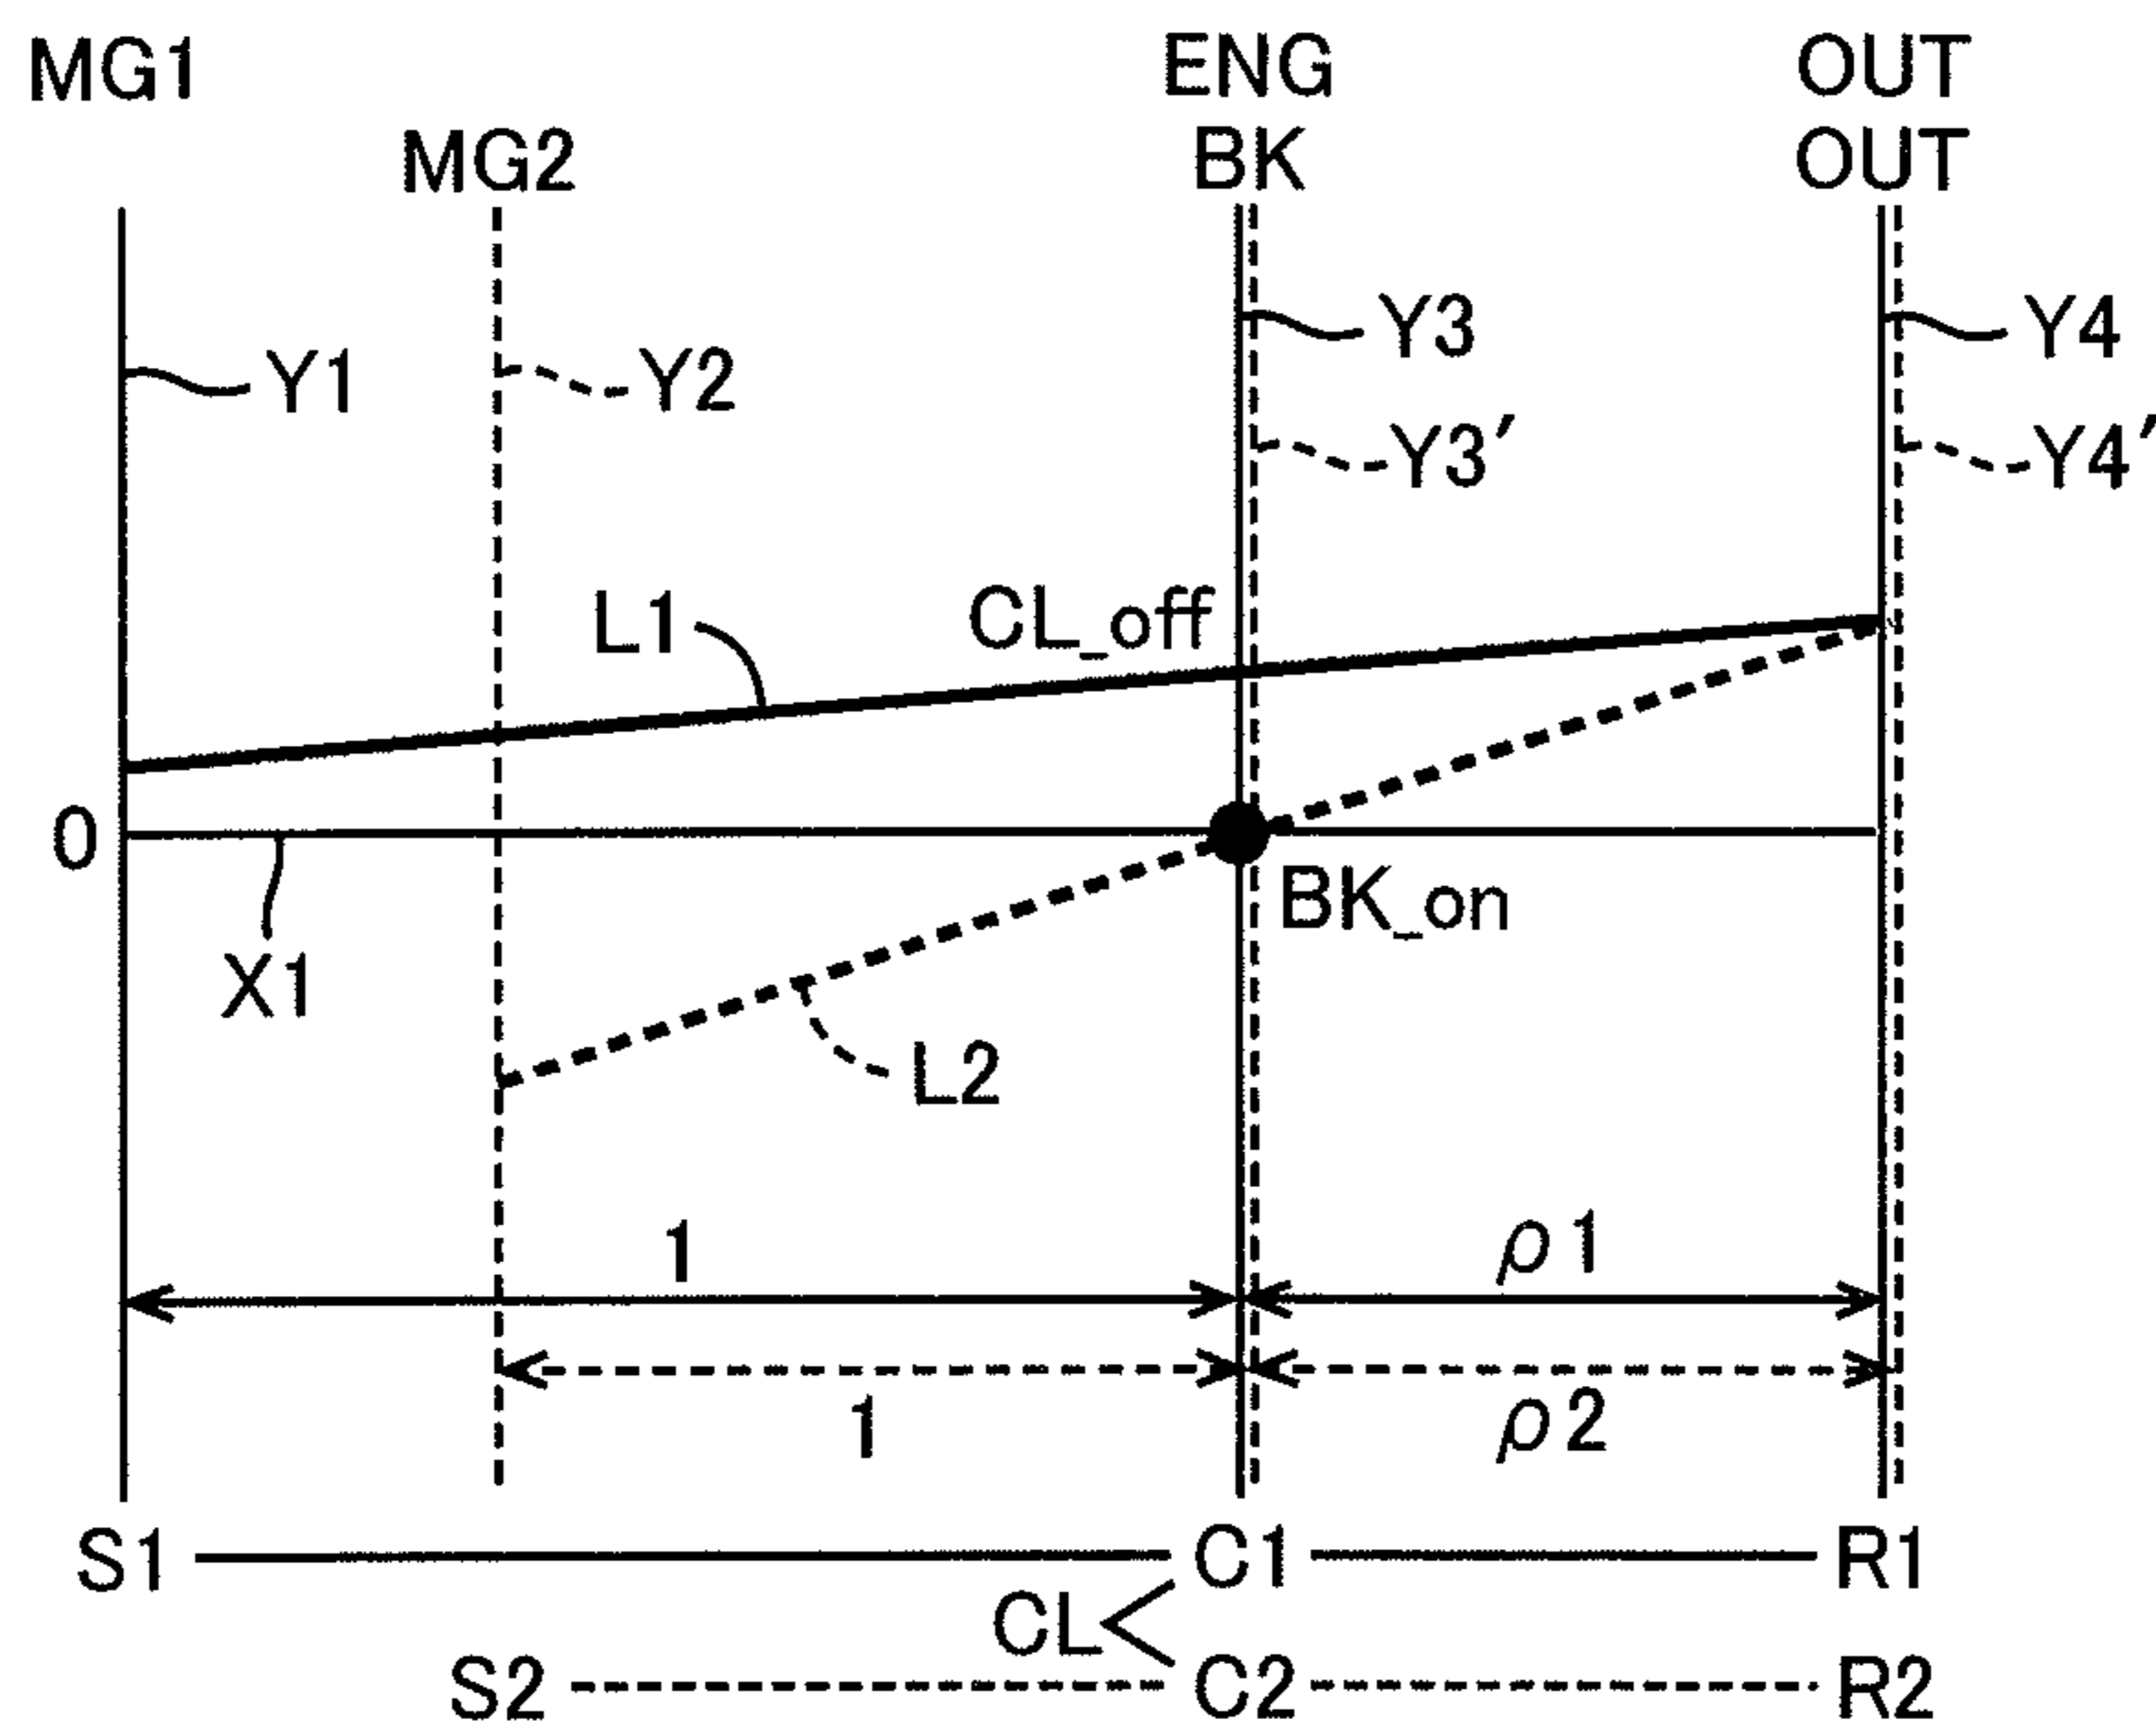 MG1 ENG OUT
MG2 BK OUT
Y3 Y4
Y1 Y2
Y3′ Y4′
L1 CL_off
0
BK_on
X1
L2
1 ρ1
1 ρ2
S1 C1 R1
CL
S2 C2 R2